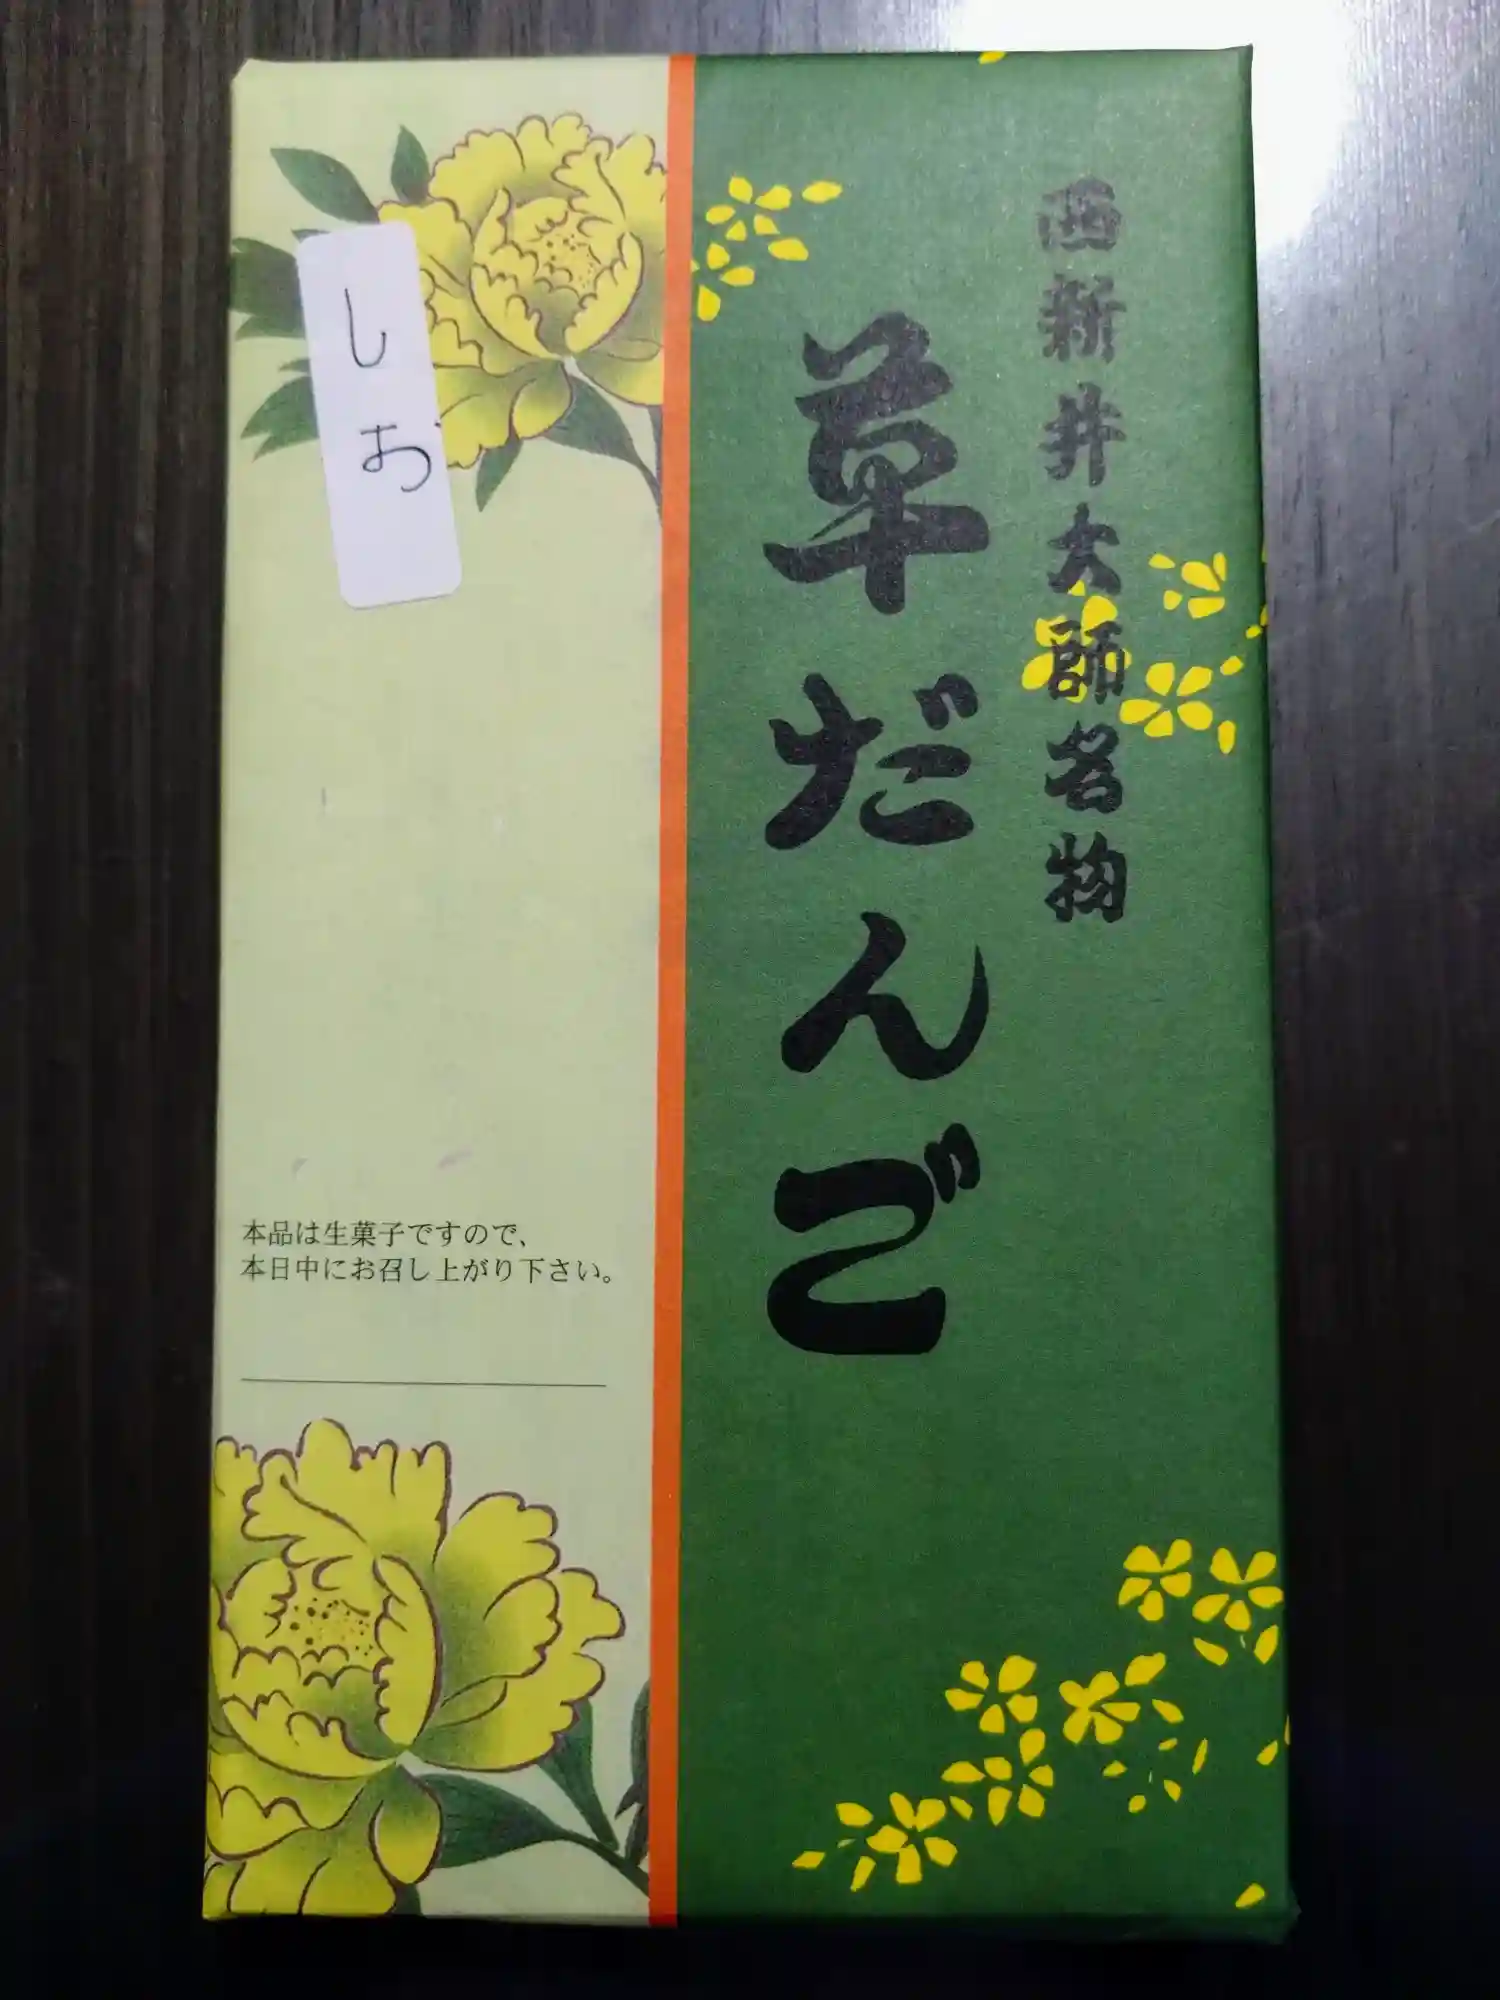 西新井大師名物
草だんご
しお
本品は生菓子ですので、
本日中にお召し上がり下さい。